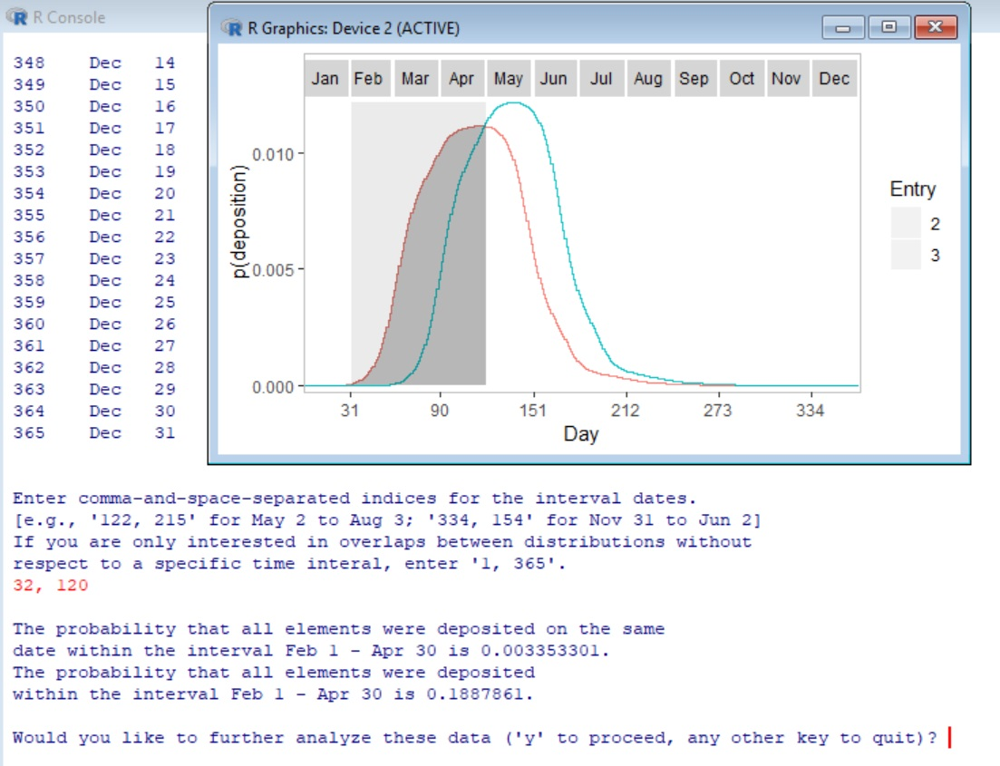 R Console
348 Dec 14
349 Dec 15
350 Dec 16
351 Dec 17
352 Dec 18
353 Dec 19
354 Dec 20
355 Dec 21
356 Dec 22
357 Dec 23
358 Dec 24
359 Dec 25
360 Dec 26
361 Dec 27
362 Dec 28
363 Dec 29
364 Dec 30
365 Dec 31
R Graphics: Device 2 (ACTIVE)
Jan Feb Mar Apr May Jun Jul Aug Sep Oct Nov Dec
p(deposition)
0.010
0.005
0.000
31 90 151 212 273 334
Day
Entry
2
3
Enter comma-and-space-separated indices for the interval dates.
[e.g., '122, 215' for May 2 to Aug 3; '334, 154' for Nov 31 to Jun 2]
If you are only interested in overlaps between distributions without
respect to a specific time interal, enter '1, 365'.
32, 120
The probability that all elements were deposited on the same
date within the interval Feb 1 - Apr 30 is 0.003353301.
The probability that all elements were deposited
within the interval Feb 1 - Apr 30 is 0.1887861.
Would you like to further analyze these data ('y' to proceed, any other key to quit)?